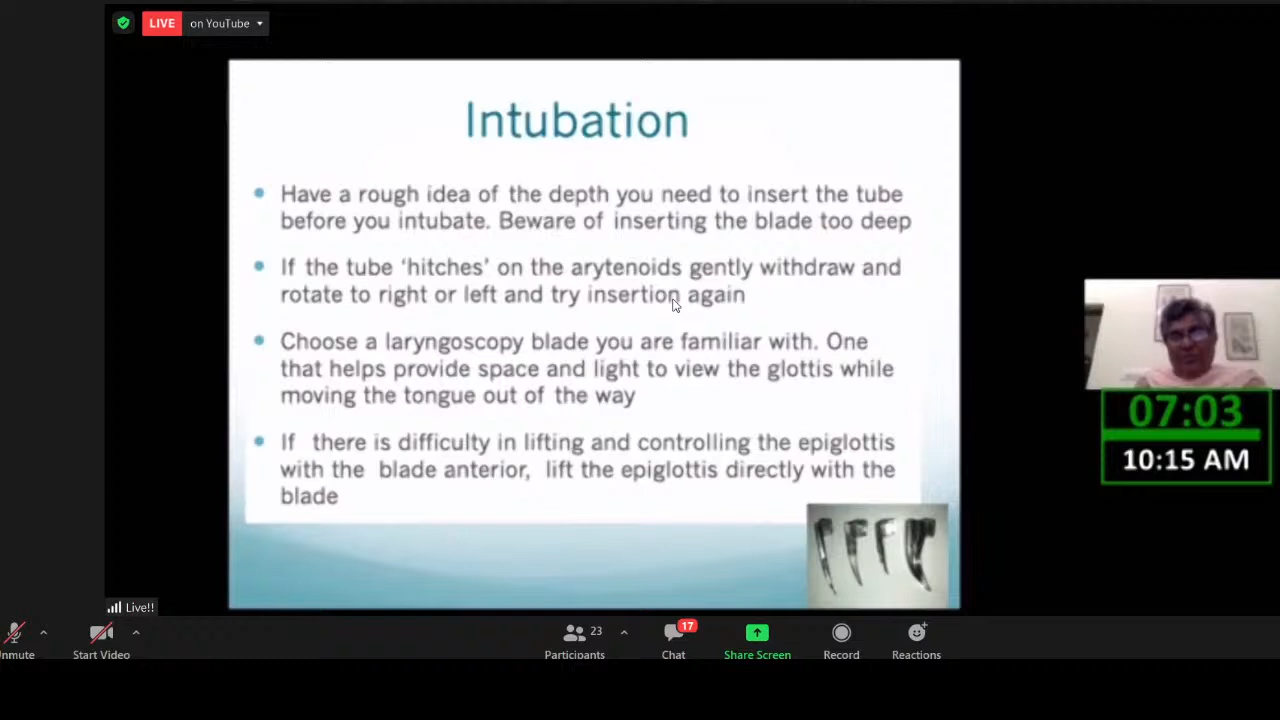 LIVE on YouTube
Intubation
Have a rough idea of the depth you need to insert the tube
before you intubate. Beware of inserting the blade too deep
If the tube ‘hitches’ on the arytenoids gently withdraw and
rotate to right or left and try insertion again
Choose a laryngoscopy blade you are familiar with. One
that helps provide space and light to view the glottis while
moving the tongue out of the way
If there is difficulty in lifting and controlling the epiglottis
with the blade anterior, lift the epiglottis directly with the
blade
07:03
10:15 AM
Live!!
23
17
nmute
Start Video
Participants
Chat
Share Screen
Record
Reactions